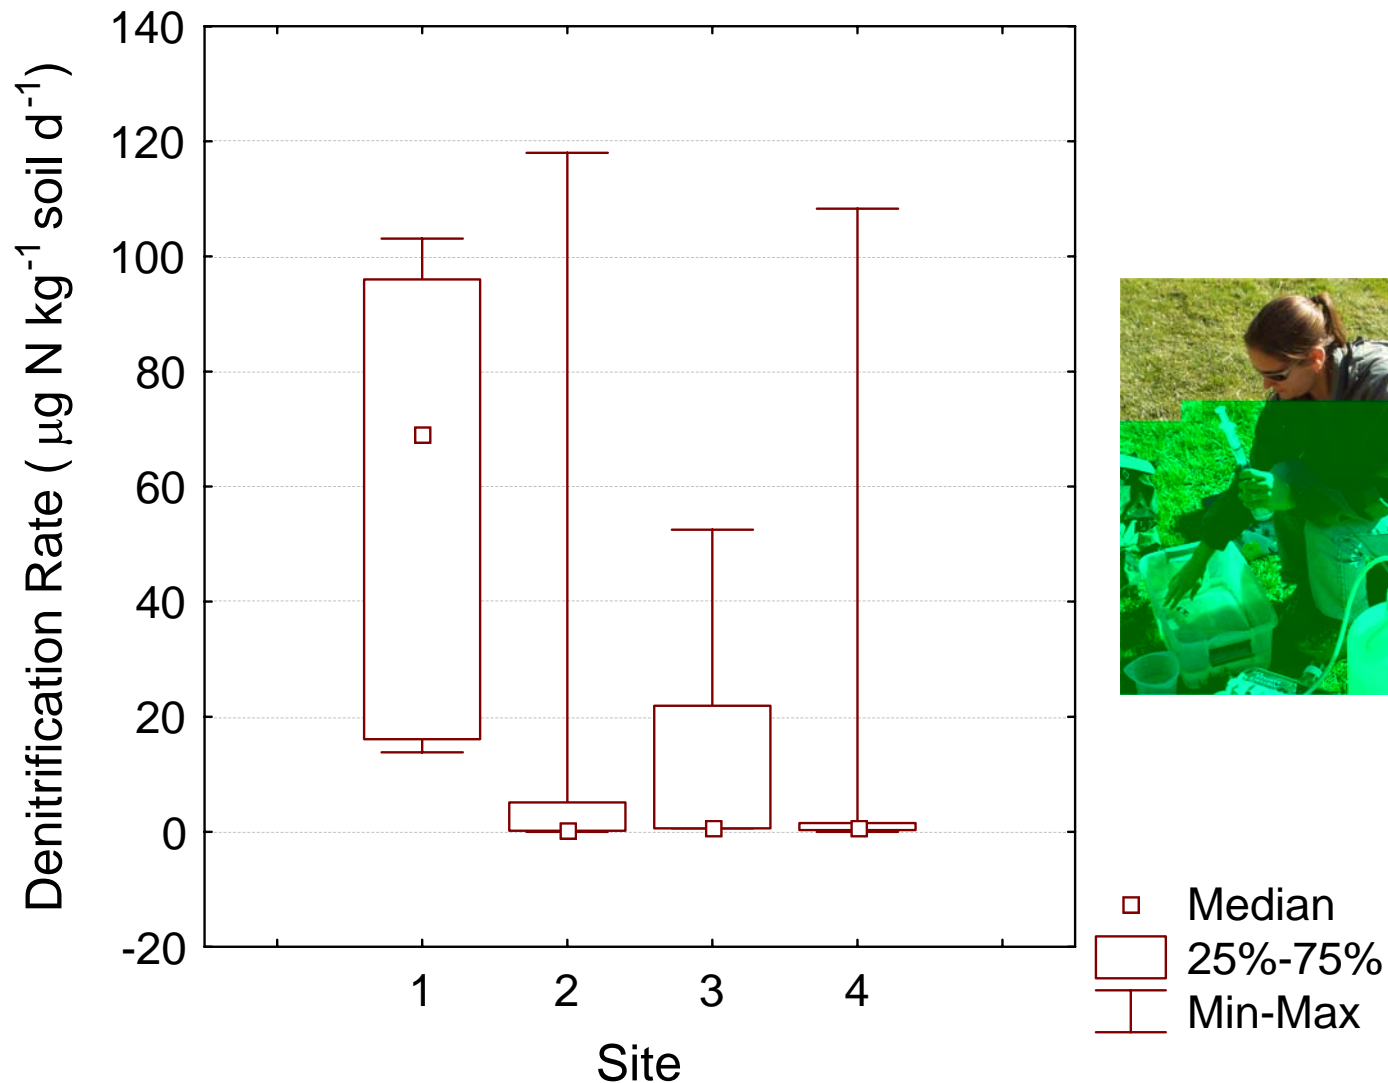 Denitrification Rate ( µg N kg⁻¹ soil d⁻¹)
140
120
100
80
60
40
20
0
-20
1 2 3 4
Site
Median
25%-75%
Min-Max